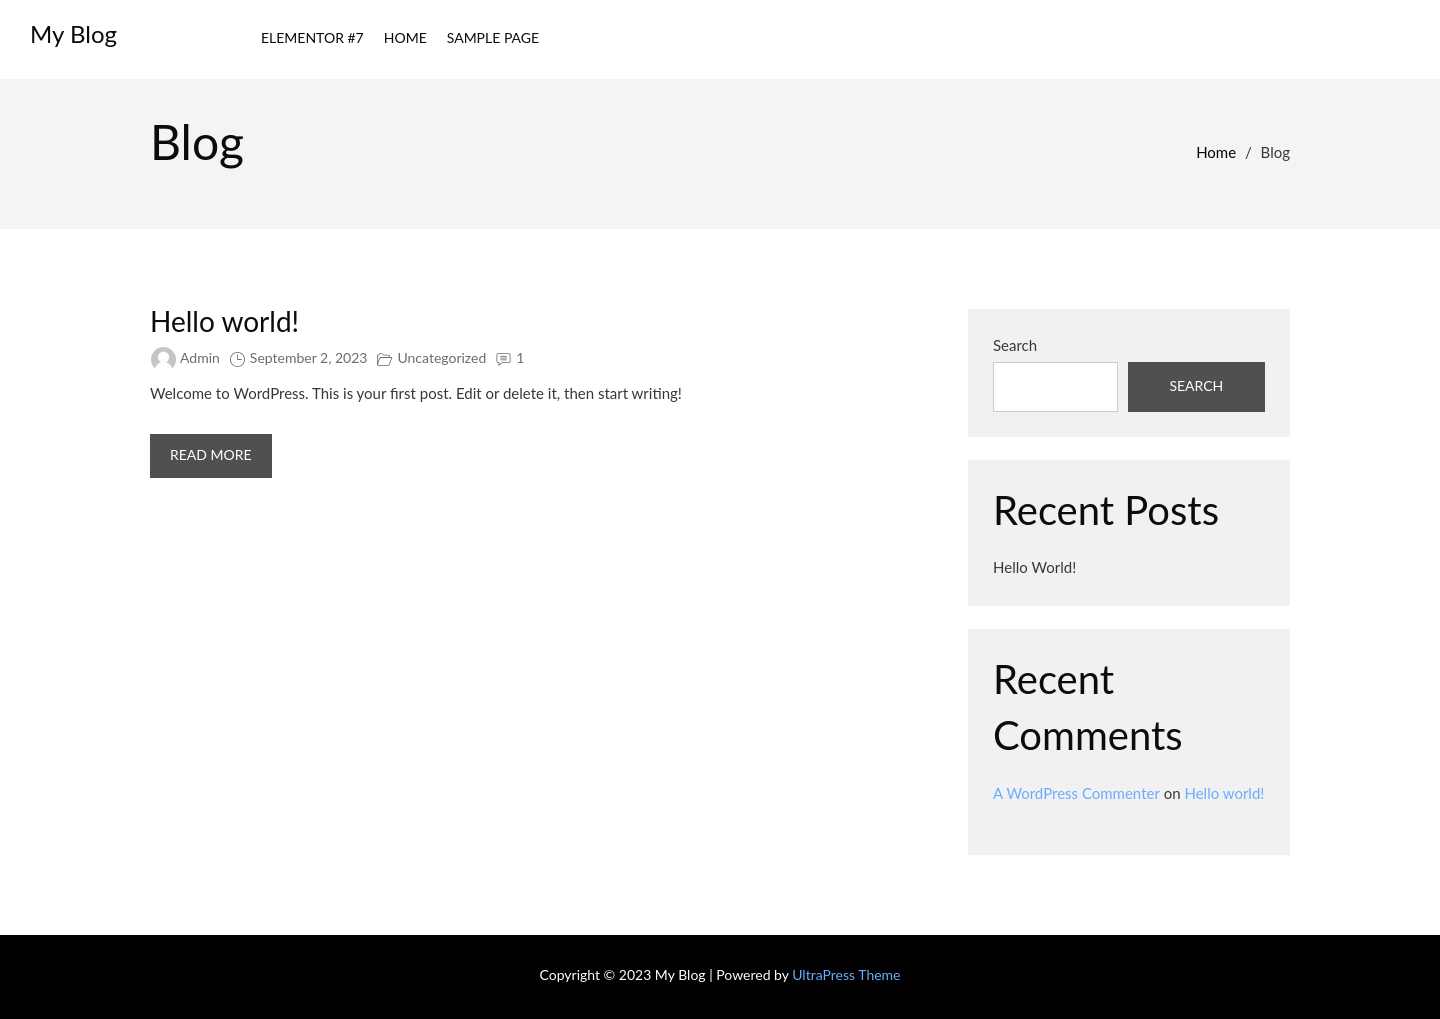 My Blog
ELEMENTOR #7 HOME SAMPLE PAGE
Blog
Home / Blog
Hello world!
Admin September 2, 2023 Uncategorized 1
Welcome to WordPress. This is your first post. Edit or delete it, then start writing!
READ MORE
Search
SEARCH
Recent Posts
Hello World!
Recent
Comments
A WordPress Commenter on Hello world!
Copyright © 2023 My Blog | Powered by UltraPress Theme